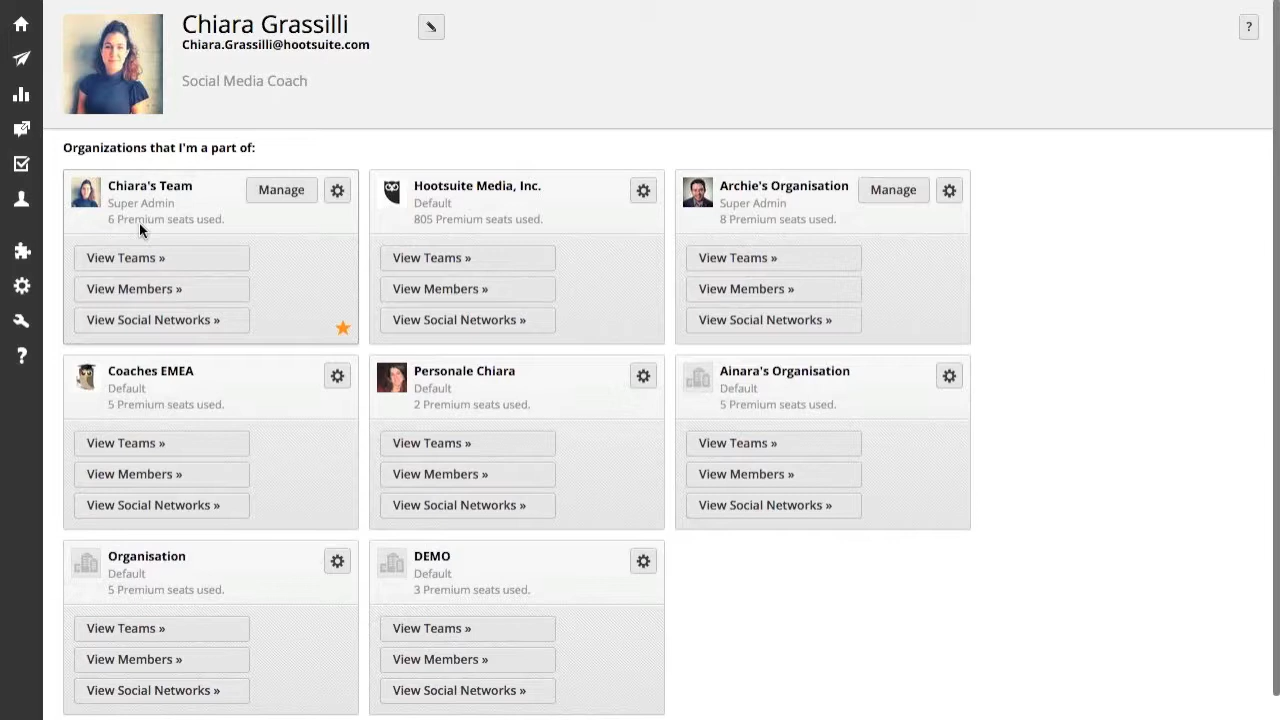 Chiara Grassilli
Chiara.Grassilli@hootsuite.com
?
Social Media Coach
Organizations that I'm a part of:
Chiara's Team
Super Admin
6 Premium seats used.
Manage
View Teams »
View Members »
View Social Networks »
Hootsuite Media, Inc.
Default
805 Premium seats used.
View Teams »
View Members »
View Social Networks »
Archie's Organisation
Super Admin
8 Premium seats used.
Manage
View Teams »
View Members »
View Social Networks »
Coaches EMEA
Default
5 Premium seats used.
View Teams »
View Members »
View Social Networks »
Personale Chiara
Default
2 Premium seats used.
View Teams »
View Members »
View Social Networks »
Ainara's Organisation
Default
5 Premium seats used.
View Teams »
View Members »
View Social Networks »
Organisation
Default
5 Premium seats used.
View Teams »
View Members »
View Social Networks »
DEMO
Default
3 Premium seats used.
View Teams »
View Members »
View Social Networks »
?